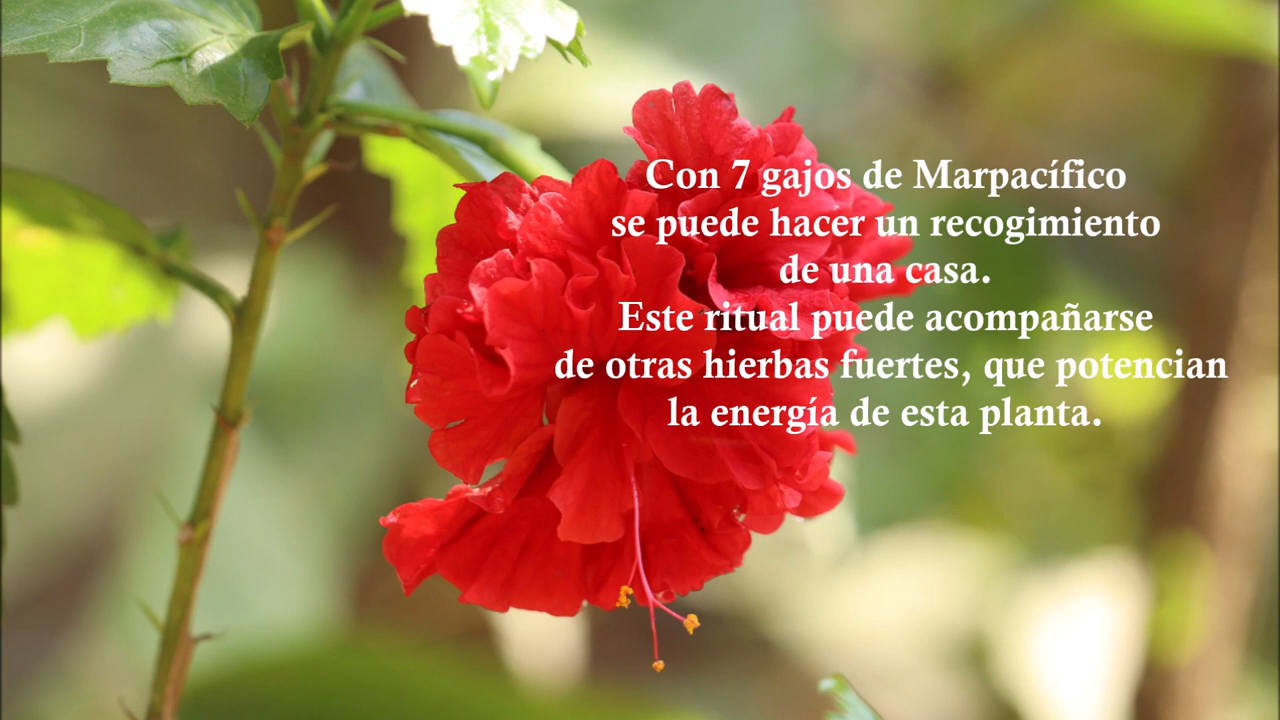 Con 7 gajos de Marpacífico
se puede hacer un recogimiento
de una casa.
Este ritual puede acompañarse
de otras hierbas fuertes, que potencian
la energía de esta planta.